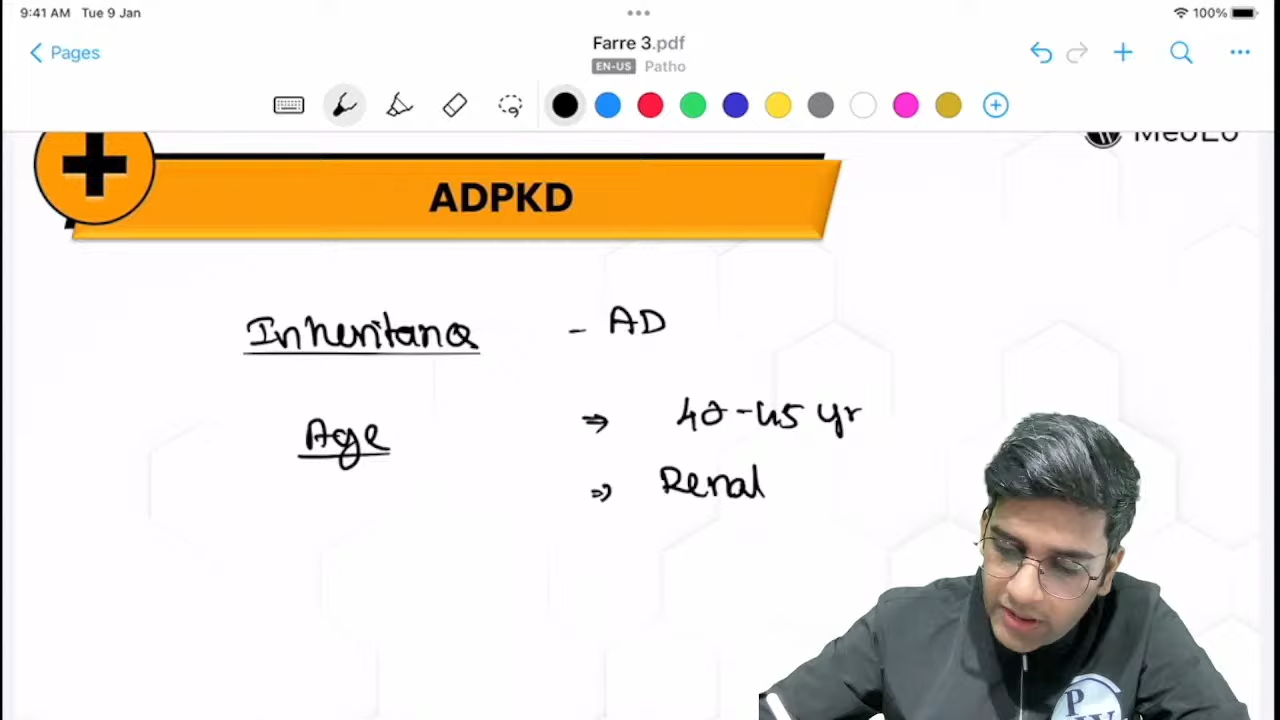 9:41 AM Tue 9 Jan
100%
Pages
Farre 3.pdf
EN-US Patho
ADPKD
Inheritance - AD
Age ⇒ 40-45 yr
⇒ Renal
P